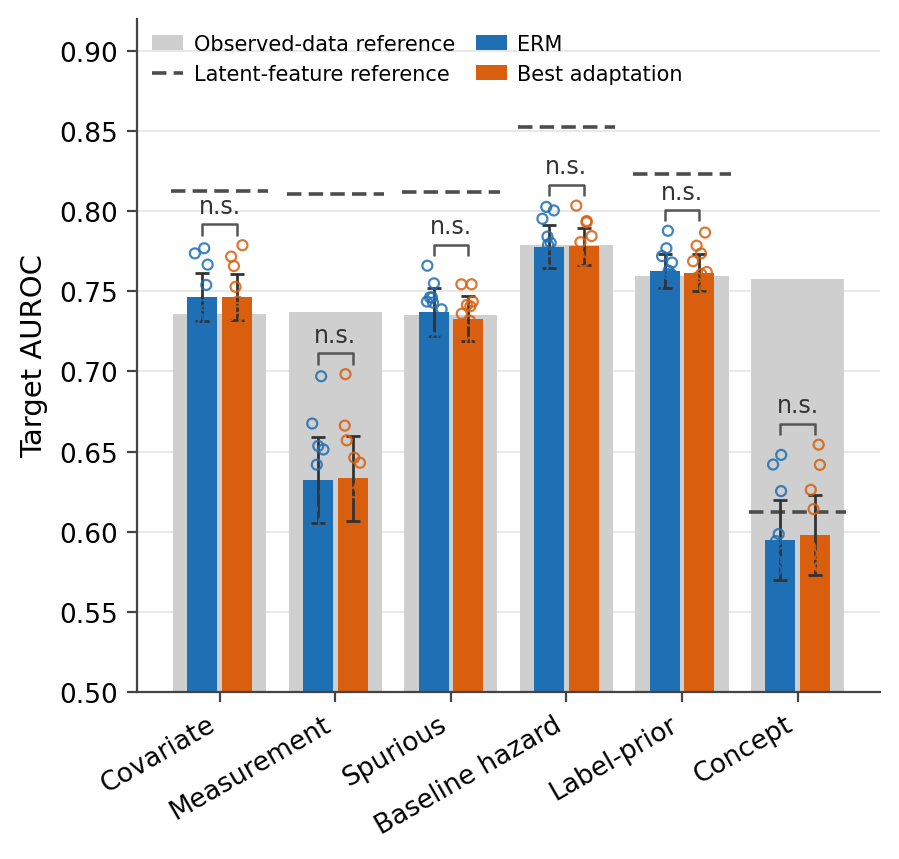 Observed-data reference
Latent-feature reference
ERM
Best adaptation
Target AUROC
0.90
0.85
0.80
0.75
0.70
0.65
0.60
0.55
0.50
n.s.
n.s.
n.s.
n.s.
n.s.
n.s.
Covariate
Measurement
Spurious
Baseline hazard
Label-prior
Concept